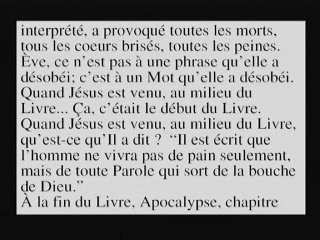 interprété, a provoqué toutes les morts,
tous les coeurs brisés, toutes les peines.
Ève, ce n’est pas à une phrase qu’elle a
désobéi; c’est à un Mot qu’elle a désobéi.
Quand Jésus est venu, au milieu du
Livre... Ça, c’était le début du Livre.
Quand Jésus est venu, au milieu du Livre,
qu’est-ce qu’Il a dit ?  “Il est écrit que
l’homme ne vivra pas de pain seulement,
mais de toute Parole qui sort de la bouche
de Dieu.”
À la fin du Livre, Apocalypse, chapitre